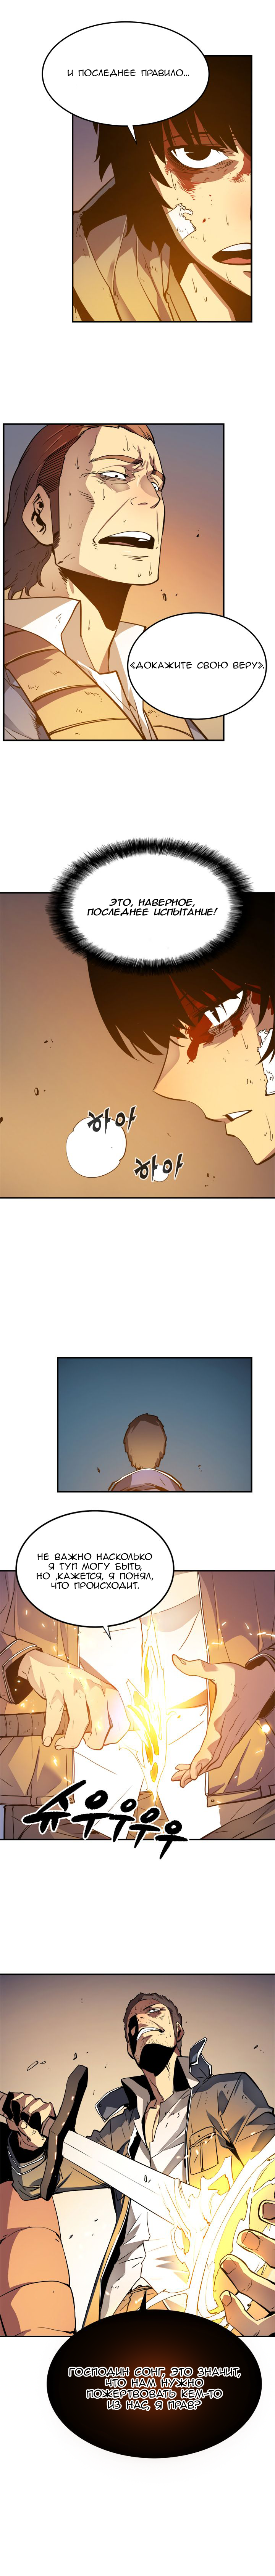 И ПОСЛЕДНЕЕ ПРАВИЛО...
«ДОКАЖИТЕ СВОЮ ВЕРУ».
ЭТО, НАВЕРНОЕ,
ПОСЛЕДНЕЕ ИСПЫТАНИЕ!
하아
하아
НЕ ВАЖНО НАСКОЛЬКО
Я ТУП МОГУ БЫТЬ,
НО ,КАЖЕТСЯ, Я ПОНЯЛ,
ЧТО ПРОИСХОДИТ.
슈우우우우
ГОСПОДИН СОНГ, ЭТО ЗНАЧИТ,
ЧТО НАМ НУЖНО
ПОЖЕРТВОВАТЬ КЕМ-ТО
ИЗ НАС, Я ПРАВ?